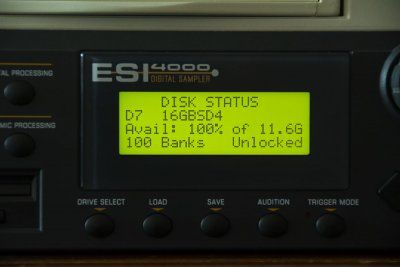 ESI 4000
DIGITAL SAMPLER
TAL PROCESSING
DISK STATUS
D7 16GBSD4
Avail: 100% of 11.6G
100 Banks Unlocked
MIC PROCESSING
DRIVE SELECT LOAD SAVE AUDITION TRIGGER MODE